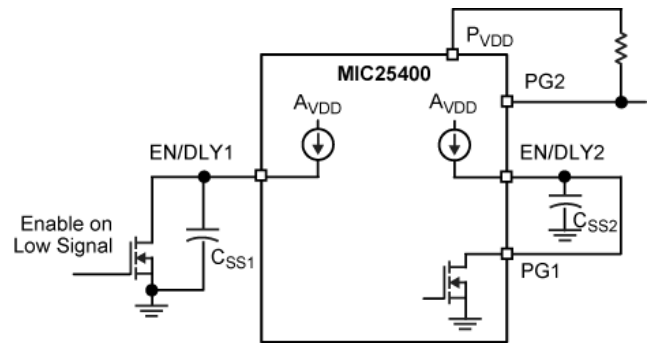 PVDD
MIC25400
PG2
AVDD
AVDD
EN/DLY1
EN/DLY2
Enable on
Low Signal
CSS1
CSS2
PG1